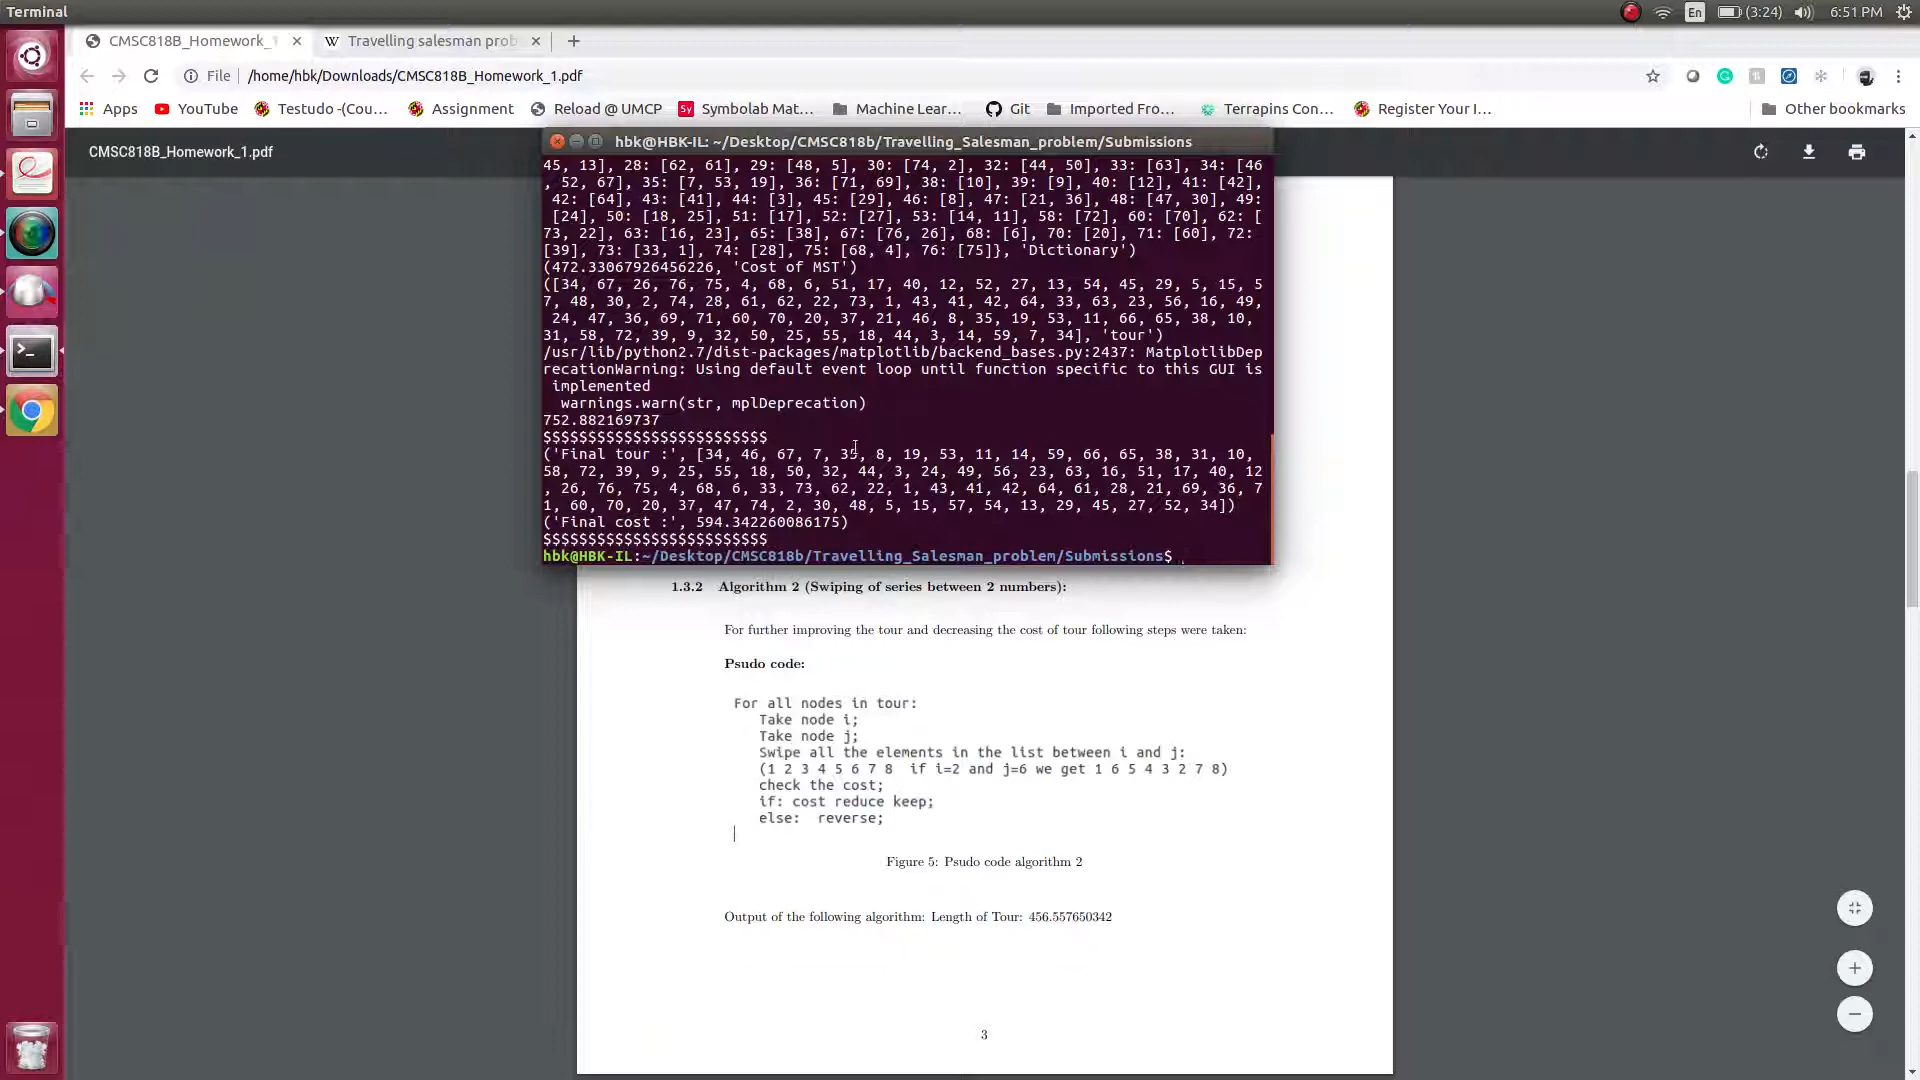 Terminal
En (3:24) 6:51 PM
CMSC818B_Homework_1 Travelling salesman prob
File /home/hbk/Downloads/CMSC818B_Homework_1.pdf
Apps YouTube Testudo -(Cou... Assignment Reload @ UMCP Symbolab Mat... Machine Lear... Git Imported Fro... Terrapins Con... Register Your I... Other bookmarks
CMSC818B_Homework_1.pdf
hbk@HBK-IL: ~/Desktop/CMSC818b/Travelling_Salesman_problem/Submissions
45, 13], 28: [62, 61], 29: [48, 5], 30: [74, 2], 32: [44, 50], 33: [63], 34: [46
, 52, 67], 35: [7, 53, 19], 36: [71, 69], 38: [10], 39: [9], 40: [12], 41: [42],
42: [64], 43: [41], 44: [3], 45: [29], 46: [8], 47: [21, 36], 48: [47, 30], 49:
[24], 50: [18, 25], 51: [17], 52: [27], 53: [14, 11], 58: [72], 60: [70], 62: [
73, 22], 63: [16, 23], 65: [38], 67: [76, 26], 68: [6], 70: [20], 71: [60], 72:
[39], 73: [33, 1], 74: [28], 75: [68, 4], 76: [75]}, 'Dictionary')
(472.33067926456226, 'Cost of MST')
([34, 67, 26, 76, 75, 4, 68, 6, 51, 17, 40, 12, 52, 27, 13, 54, 45, 29, 5, 15, 5
7, 48, 30, 2, 74, 28, 61, 62, 22, 73, 1, 43, 41, 42, 64, 33, 63, 23, 56, 16, 49,
24, 47, 36, 69, 71, 60, 70, 20, 37, 21, 46, 8, 35, 19, 53, 11, 66, 65, 38, 10,
31, 58, 72, 39, 9, 32, 50, 25, 55, 18, 44, 3, 14, 59, 7, 34], 'tour')
/usr/lib/python2.7/dist-packages/matplotlib/backend_bases.py:2437: MatplotlibDep
recationWarning: Using default event loop until function specific to this GUI is
implemented
warnings.warn(str, mplDeprecation)
752.882169737
$$$$$$$$$$$$$$$$$$$$$$$$$
('Final tour :', [34, 46, 67, 7, 35, 8, 19, 53, 11, 14, 59, 66, 65, 38, 31, 10,
58, 72, 39, 9, 25, 55, 18, 50, 32, 44, 3, 24, 49, 56, 23, 63, 16, 51, 17, 40, 12
, 26, 76, 75, 4, 68, 6, 33, 73, 62, 22, 1, 43, 41, 42, 64, 61, 28, 21, 69, 36, 7
1, 60, 70, 20, 37, 47, 74, 2, 30, 48, 5, 15, 57, 54, 13, 29, 45, 27, 52, 34])
('Final cost :', 594.342260086175)
$$$$$$$$$$$$$$$$$$$$$$$$$
hbk@HBK-IL:~/Desktop/CMSC818b/Travelling_Salesman_problem/Submissions$
1.3.2 Algorithm 2 (Swiping of series between 2 numbers):
For further improving the tour and decreasing the cost of tour following steps were taken:
Psudo code:
For all nodes in tour:
Take node i;
Take node j;
Swipe all the elements in the list between i and j:
(1 2 3 4 5 6 7 8 if i=2 and j=6 we get 1 6 5 4 3 2 7 8)
check the cost;
if: cost reduce keep;
else: reverse;
Figure 5: Psudo code algorithm 2
Output of the following algorithm: Length of Tour: 456.557650342
3